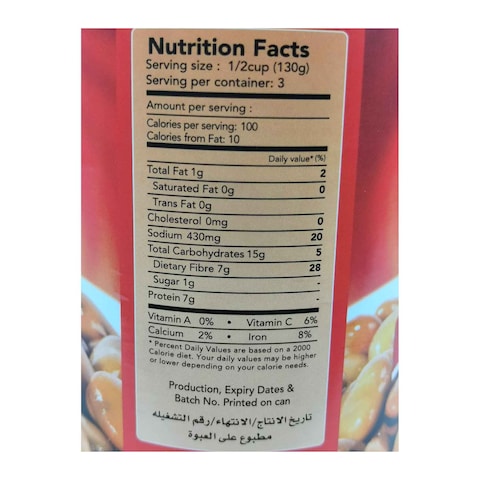 Nutrition Facts
Serving size : 1/2cup (130g)
Serving per container: 3
Amount per serving :
Calories per serving: 100
Calories from Fat: 10
Daily value* (%)
Total Fat 1g 2
Saturated Fat 0g 0
Trans Fat 0g
Cholesterol 0mg 0
Sodium 430mg 20
Total Carbohydrates 15g 5
Dietary Fibre 7g 28
Sugar 1g -
Protein 7g -
Vitamin A 0% • Vitamin C 6%
Calcium 2% • Iron 8%
* Percent Daily Values are based on a 2000
Calorie diet. Your daily values may be higher
or lower depending on your calorie needs.
Production, Expiry Dates &
Batch No. Printed on can
تاريخ الإنتاج/الانتهاء/رقم التشغيله
مطبوع على العبوة